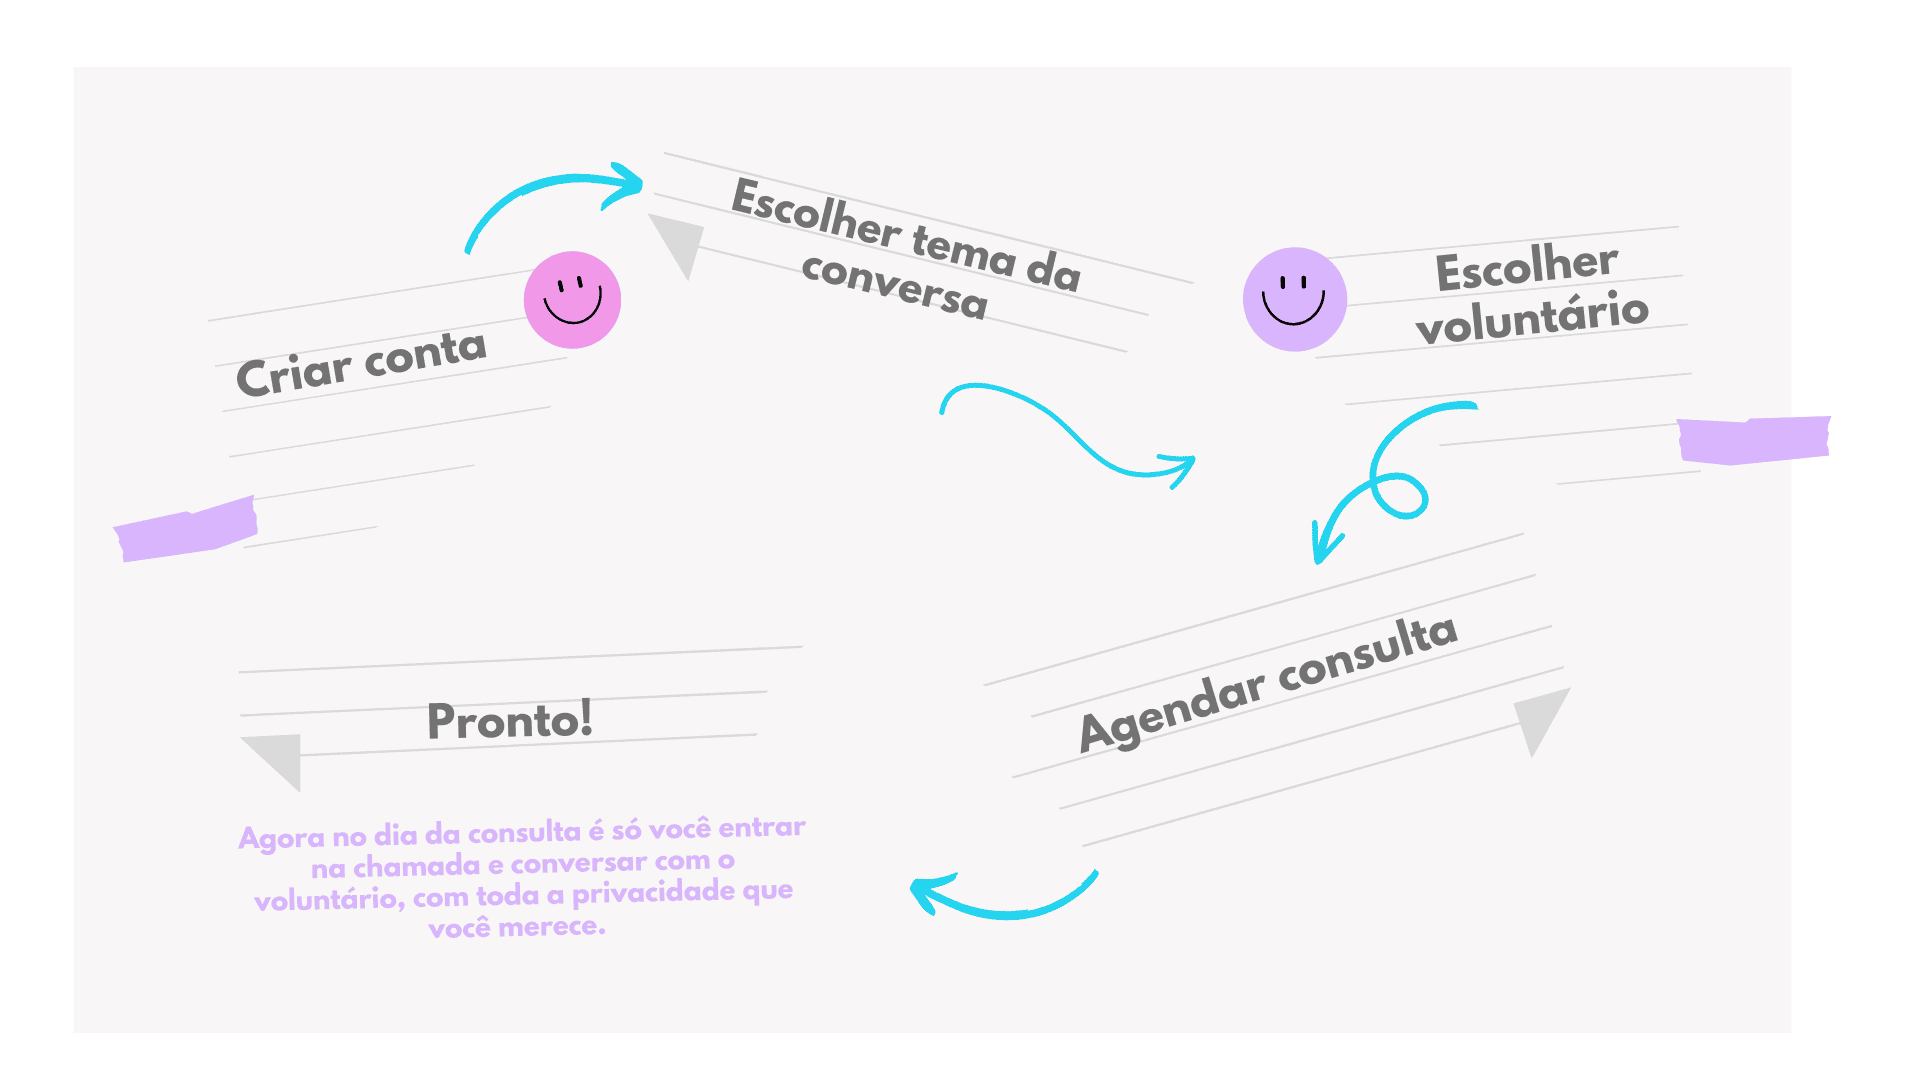 Criar conta
Escolher tema da
conversa
Escolher
voluntário
Agendar consulta
Pronto!
Agora no dia da consulta é só você entrar
na chamada e conversar com o
voluntário, com toda a privacidade que
você merece.